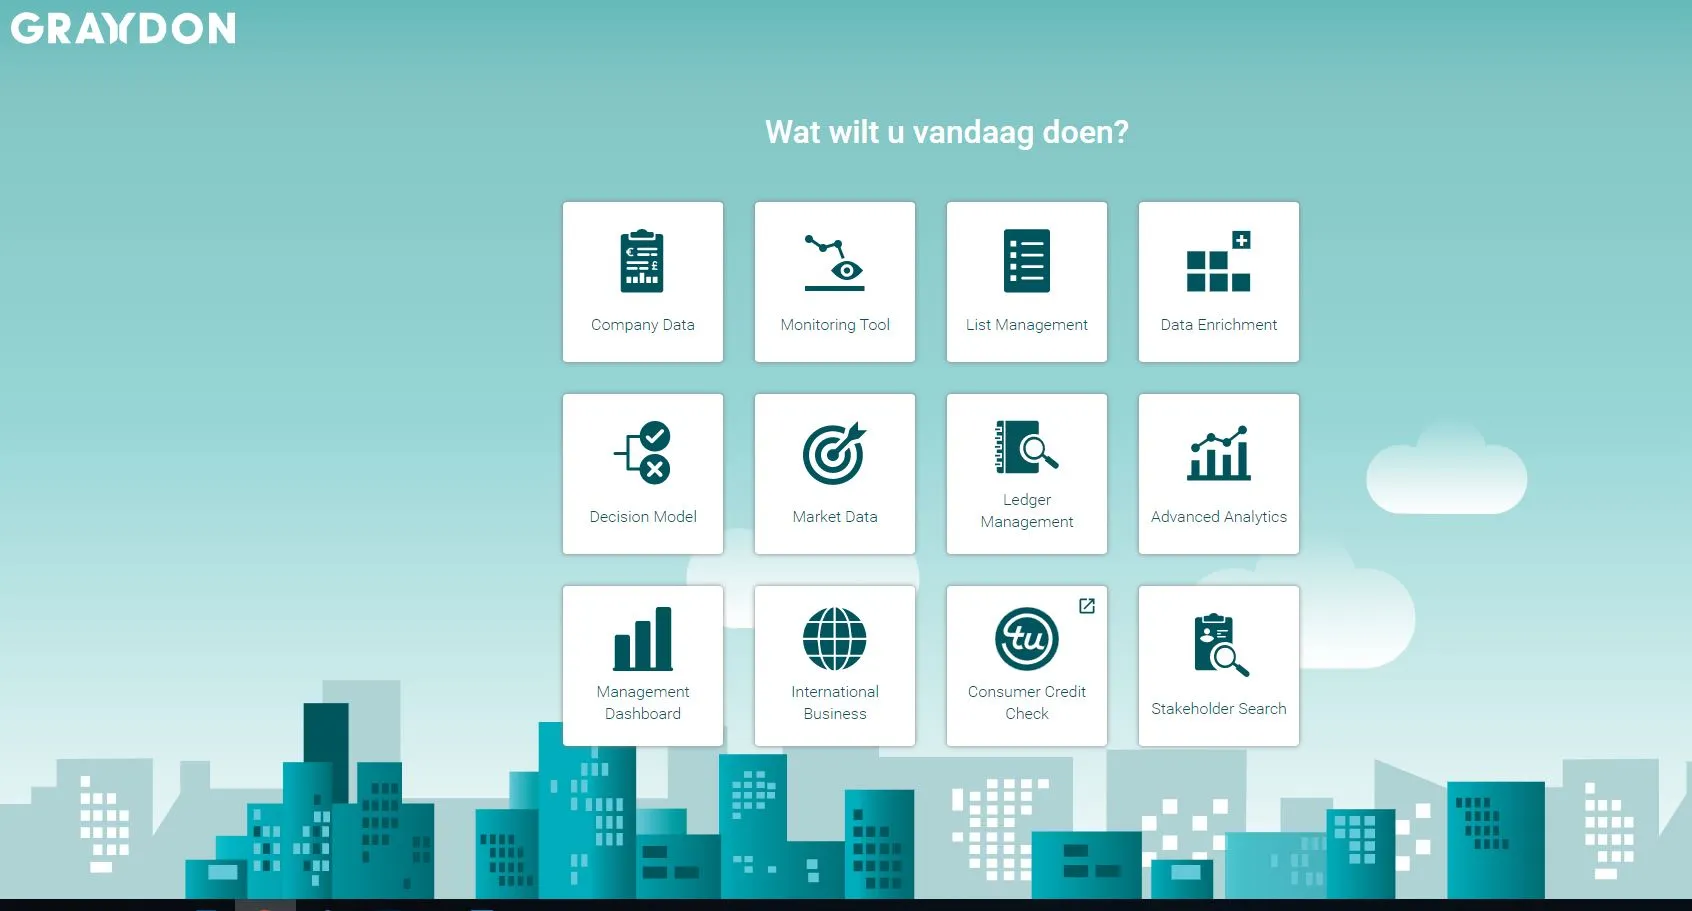 GRAYDON
Wat wilt u vandaag doen?
Company Data
Monitoring Tool
List Management
Data Enrichment
Decision Model
Market Data
Ledger
Management
Advanced Analytics
Management
Dashboard
International
Business
tu
Consumer Credit
Check
Stakeholder Search